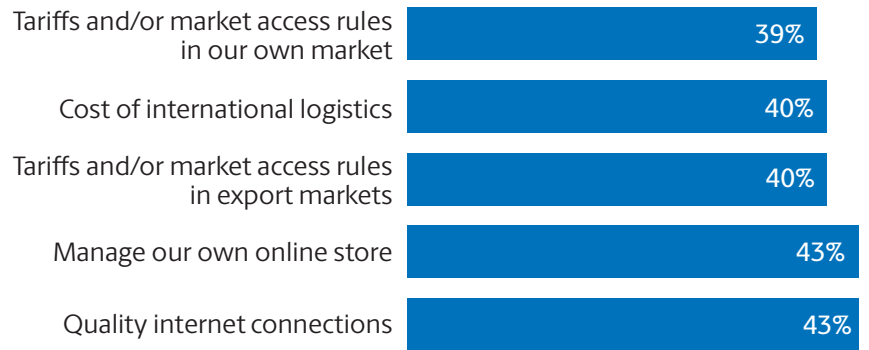 Tariffs and/or market access rules
in our own market
39%
Cost of international logistics
40%
Tariffs and/or market access rules
in export markets
40%
Manage our own online store
43%
Quality internet connections
43%